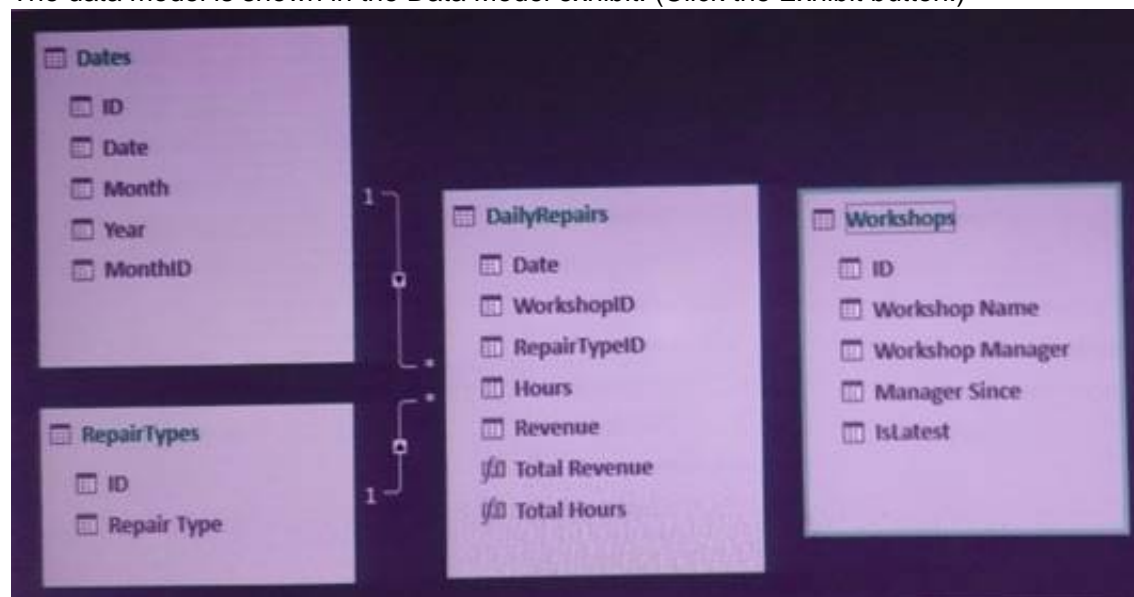 The data model is shown in the Data Model exhibit. (Click the Exhibit button.)
Dates
ID
Date
Month
Year
MonthID
1
*
RepairTypes
ID
Repair Type
*
1
DailyRepairs
Date
WorkshopID
RepairTypeID
Hours
Revenue
Total Revenue
Total Hours
Workshops
ID
Workshop Name
Workshop Manager
Manager Since
IsLatest